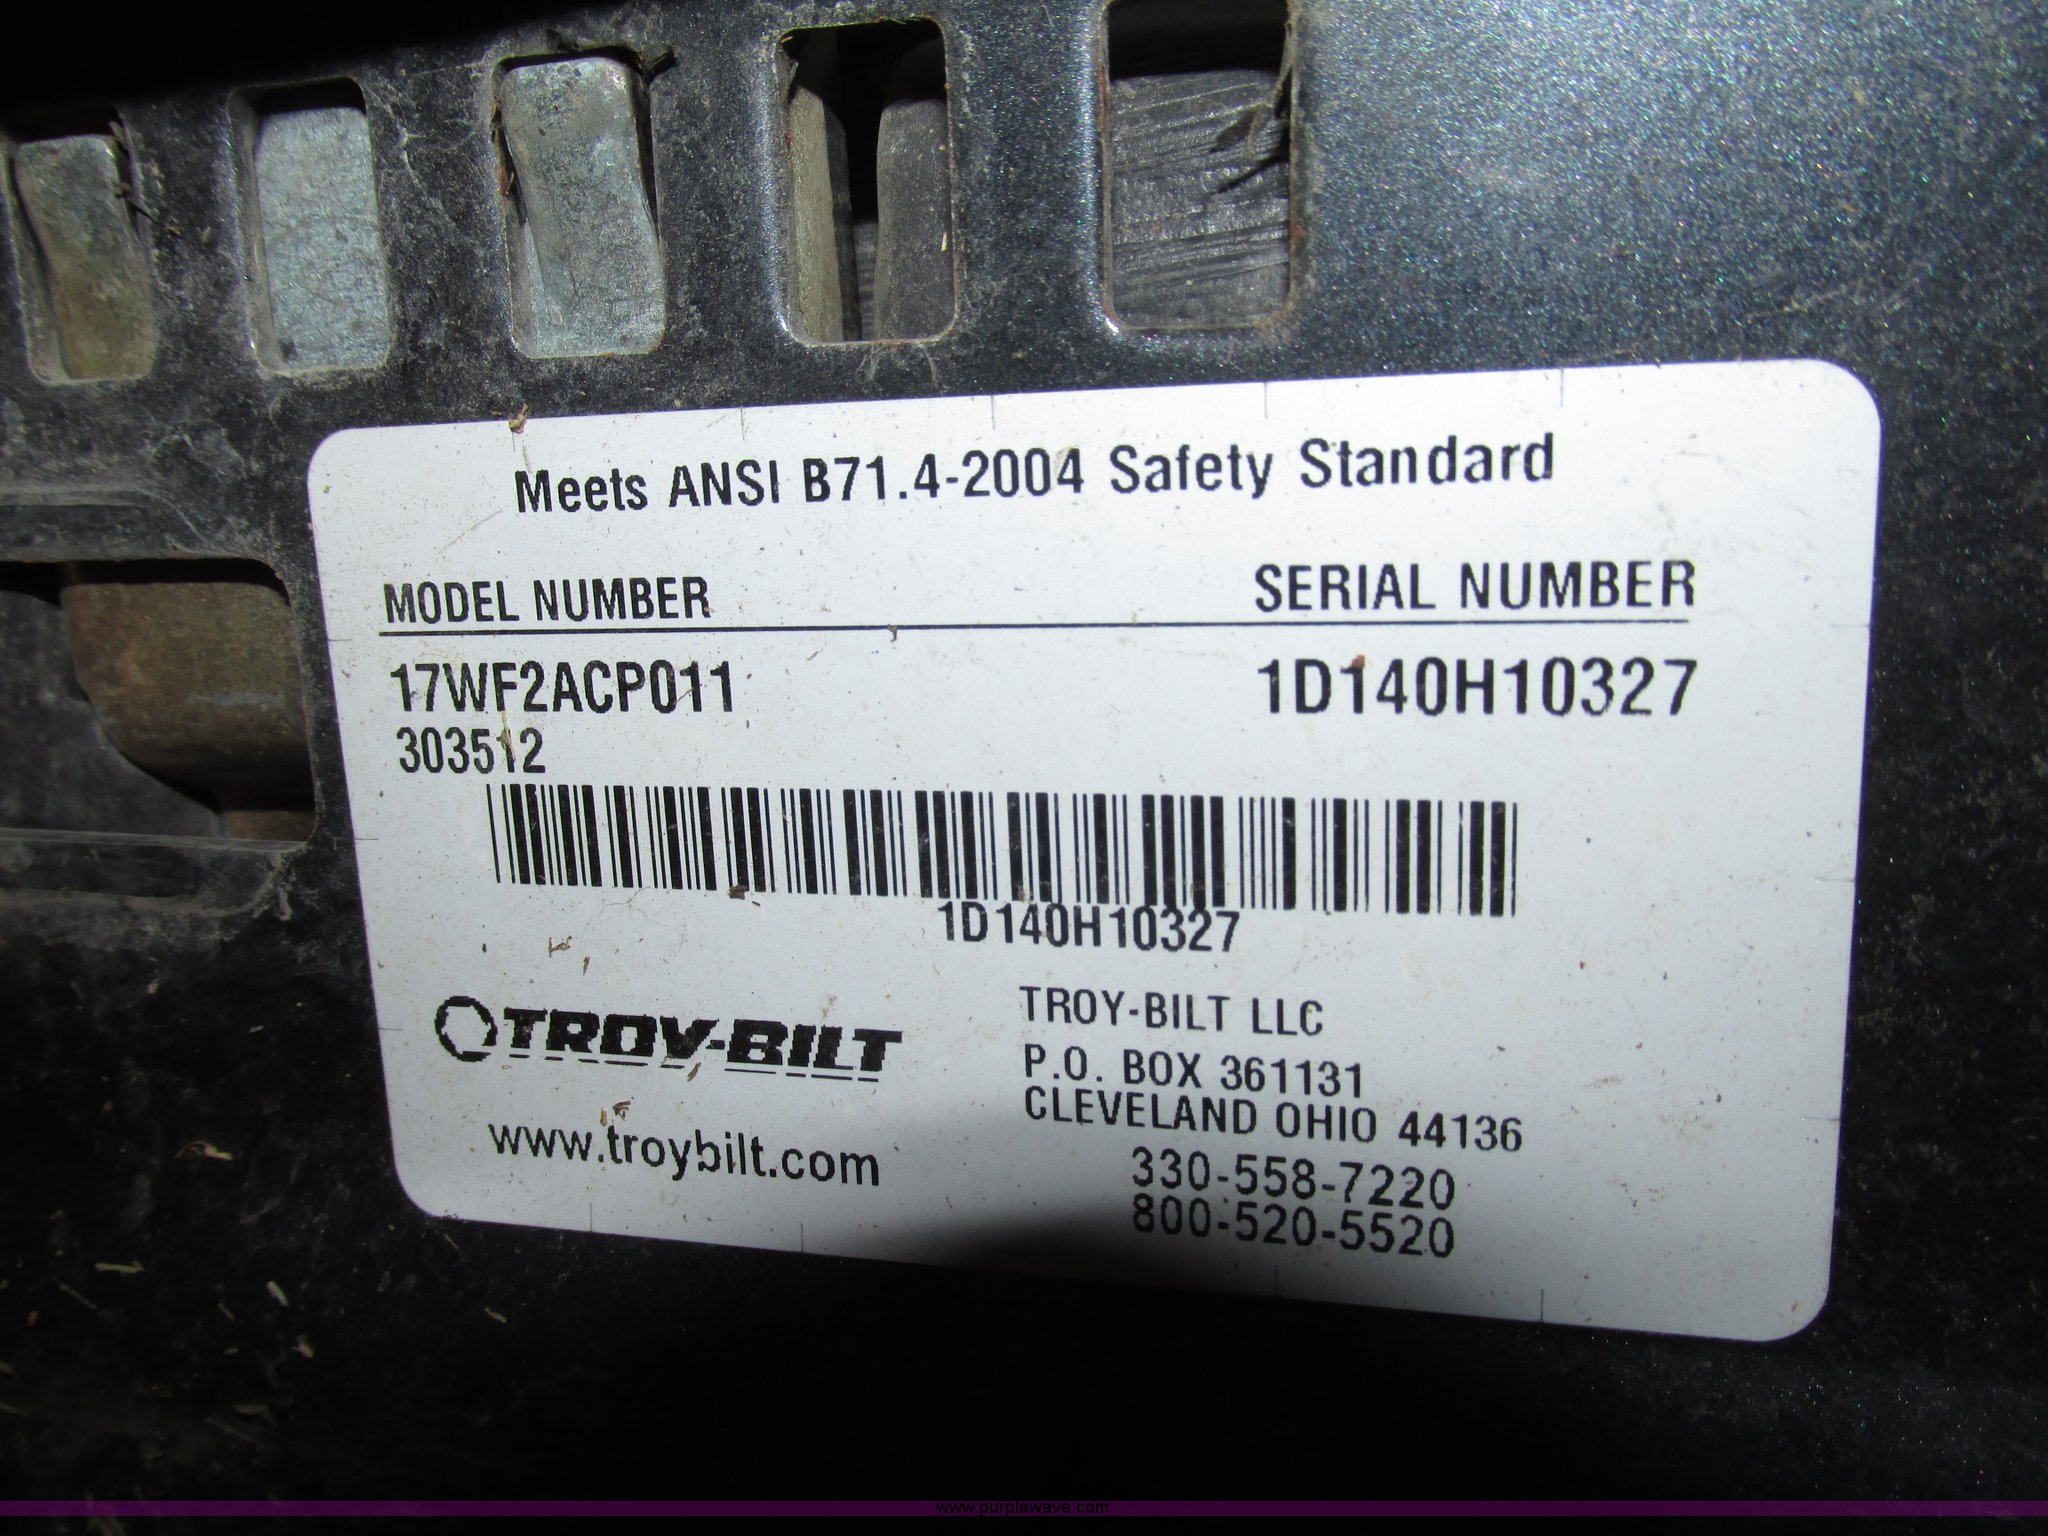 Meets ANSI B71.4-2004 Safety Standard
MODEL NUMBER SERIAL NUMBER
17WF2ACP011 1D140H10327
303512
1D140H10327
TROY-BILT
TROY-BILT LLC
P.O. BOX 361131
CLEVELAND OHIO 44136
www.troybilt.com
330-558-7220
800-520-5520
www.purplewave.com